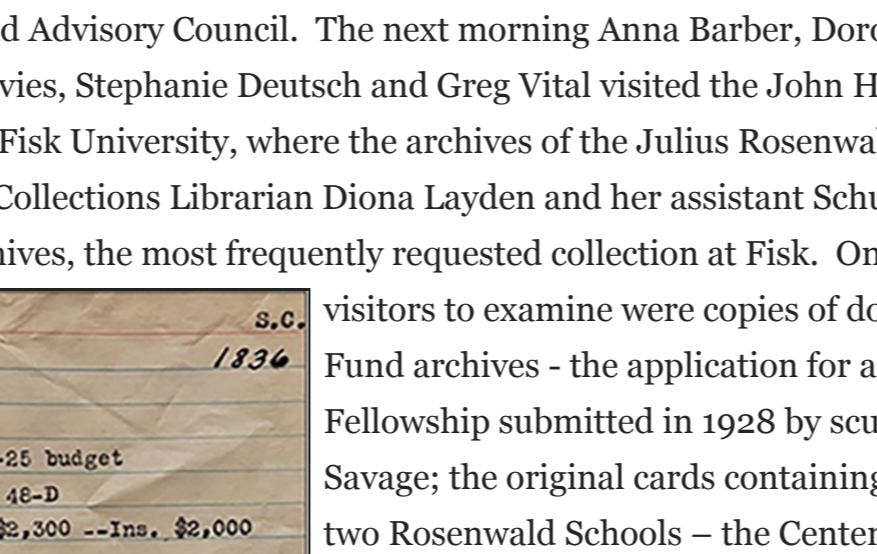 d Advisory Council.  The next morning Anna Barber, Doro
vies, Stephanie Deutsch and Greg Vital visited the John H
Fisk University, where the archives of the Julius Rosenwa
Collections Librarian Diona Layden and her assistant Schu
ives, the most frequently requested collection at Fisk.  On
visitors to examine were copies of do
Fund archives - the application for a
Fellowship submitted in 1928 by scu
Savage; the original cards containing
two Rosenwald Schools – the Center
S.C.
1836
-25 budget
48-D
$2,300 --Ins. $2,000